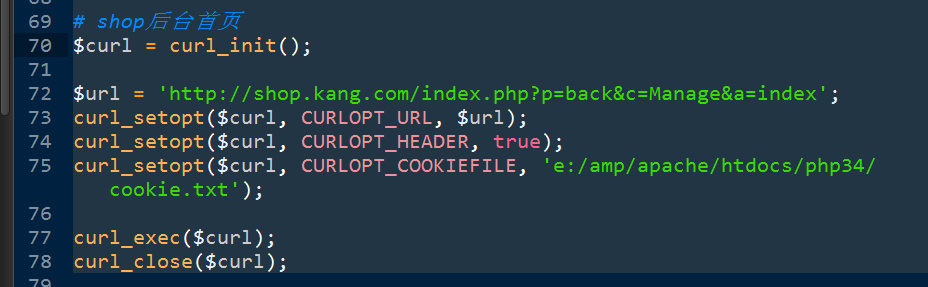 69 # shop后台首页
70 $curl = curl_init();
71
72 $url = 'http://shop.kang.com/index.php?p=back&c=Manage&a=index';
73 curl_setopt($curl, CURLOPT_URL, $url);
74 curl_setopt($curl, CURLOPT_HEADER, true);
75 curl_setopt($curl, CURLOPT_COOKIEFILE, 'e:/amp/apache/htdocs/php34/
cookie.txt');
76
77 curl_exec($curl);
78 curl_close($curl);
79